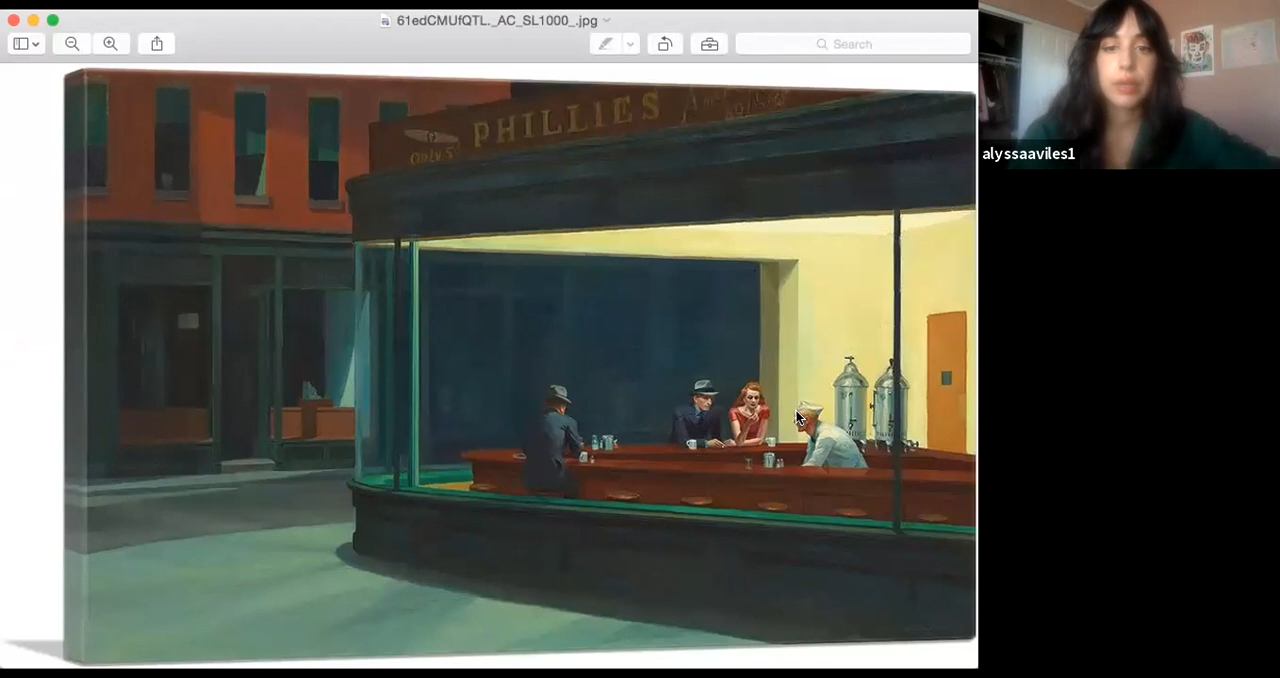 61edCMUfQTL._AC_SL1000_.jpg
Search
alyssaaviles1
PHILLIES
Only 5¢